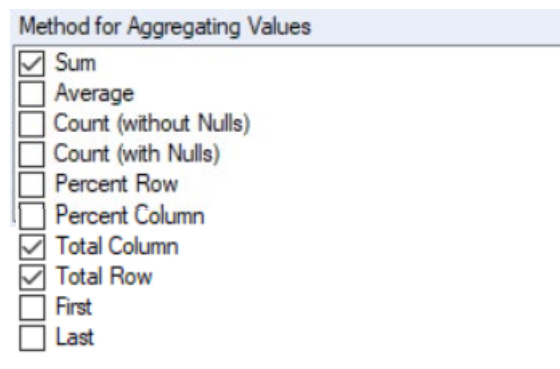 Method for Aggregating Values
Sum
Average
Count (without Nulls)
Count (with Nulls)
Percent Row
Percent Column
Total Column
Total Row
First
Last